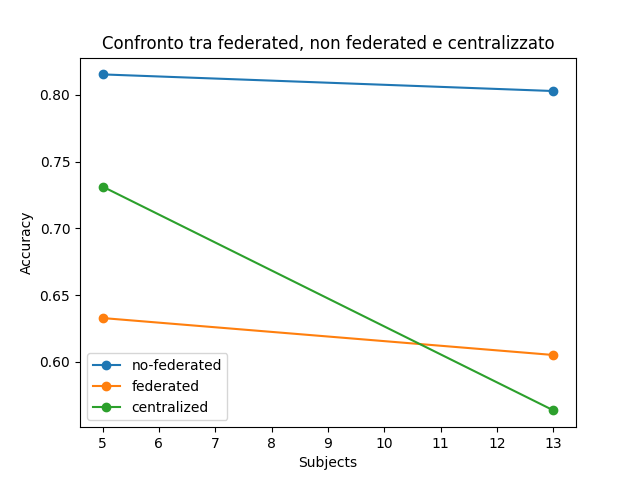 Confronto tra federated, non federated e centralizzato
Accuracy
0.80
0.75
0.70
0.65
0.60
no-federated
federated
centralized
5 6 7 8 9 10 11 12 13
Subjects